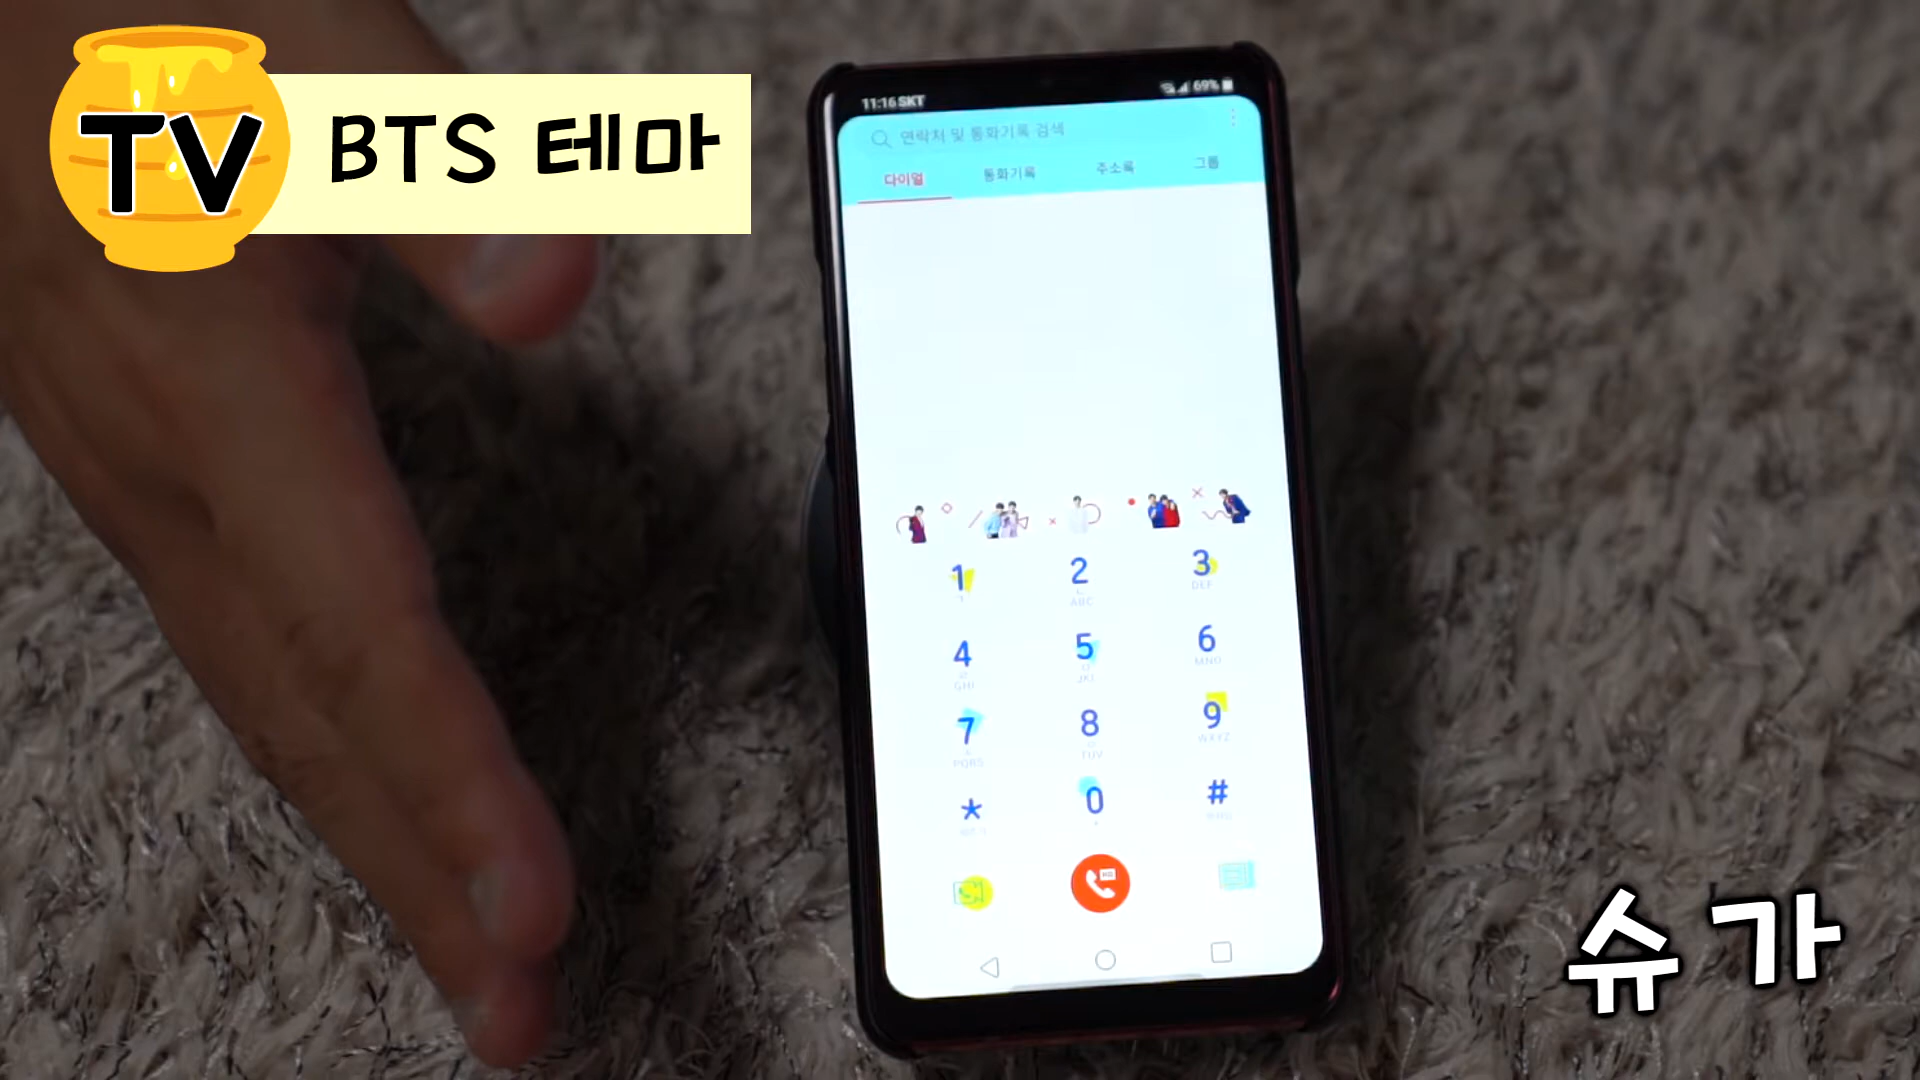 TV
BTS 테마
11:16 SKT
69%
연락처 및 통화기록 검색
다이얼
통화기록
주소록
그룹
1
2
3
ㄱ
ㄴ
ABC
DEF
4
5
6
GHI
JKL
MNO
7
8
9
PQRS
TUV
WXYZ
*
0
#
HD
슈가